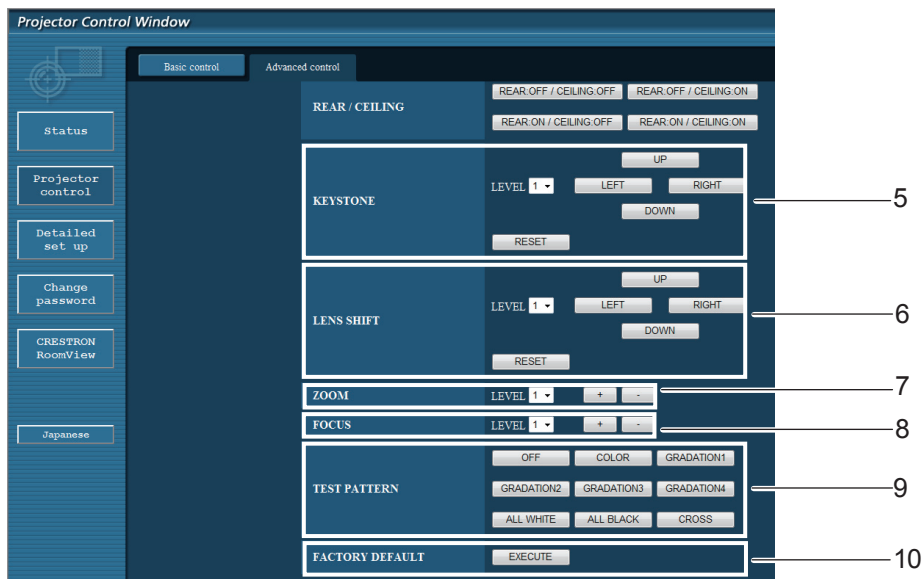 Projector Control Window
Basic control
Advanced control
Status
Projector
control
Detailed
set up
Change
password
CRESTRON
RoomView
Japanese
REAR / CEILING
REAR:OFF / CEILING:OFF
REAR:OFF / CEILING:ON
REAR:ON / CEILING:OFF
REAR:ON / CEILING:ON
KEYSTONE
LEVEL 1
UP
LEFT
RIGHT
DOWN
RESET
5
LENS SHIFT
LEVEL 1
UP
LEFT
RIGHT
DOWN
RESET
6
ZOOM
LEVEL 1
+
-
7
FOCUS
LEVEL 1
+
-
8
TEST PATTERN
OFF
COLOR
GRADATION1
GRADATION2
GRADATION3
GRADATION4
ALL WHITE
ALL BLACK
CROSS
9
FACTORY DEFAULT
EXECUTE
10